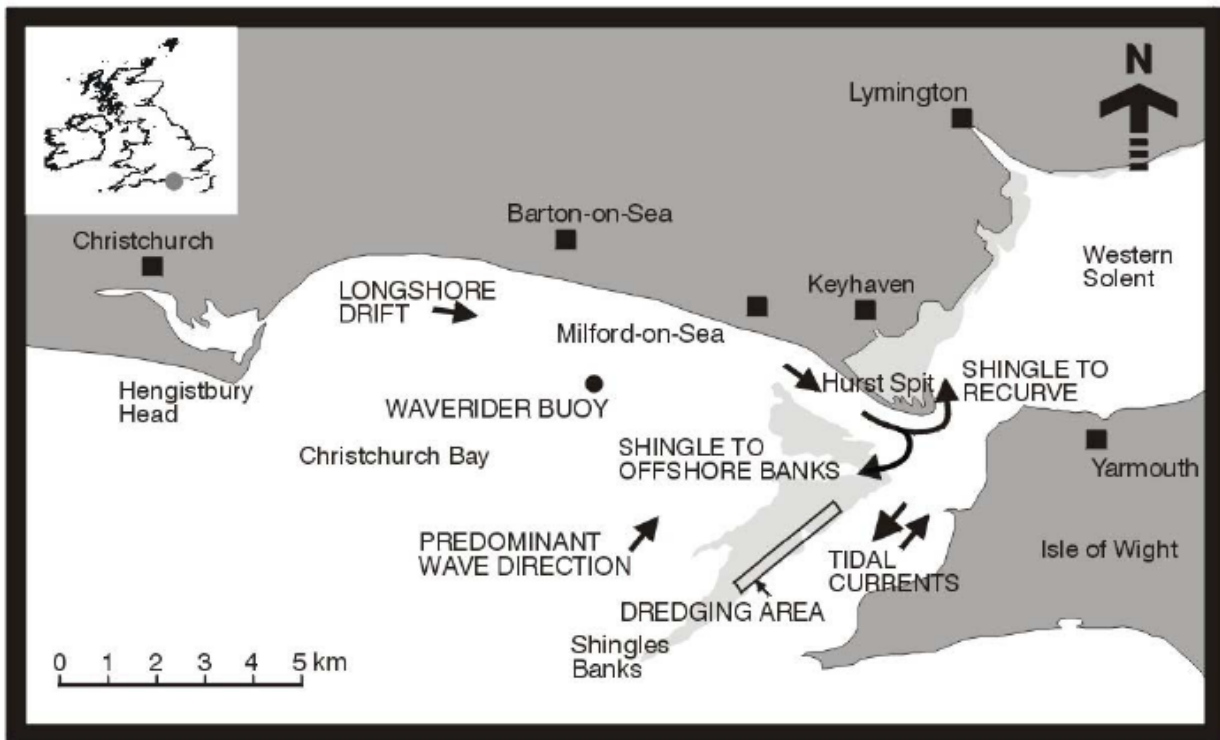 N
Lymington
Barton-on-Sea
Christchurch
Western
Solent
LONGSHORE
DRIFT
Keyhaven
Milford-on-Sea
Hurst Spit
SHINGLE TO
RECURVE
Hengistbury
Head
WAVERIDER BUOY
Christchurch Bay
SHINGLE TO
OFFSHORE BANKS
Yarmouth
PREDOMINANT
WAVE DIRECTION
TIDAL
CURRENTS
Isle of Wight
DREDGING AREA
Shingles
Banks
0 1 2 3 4 5 km